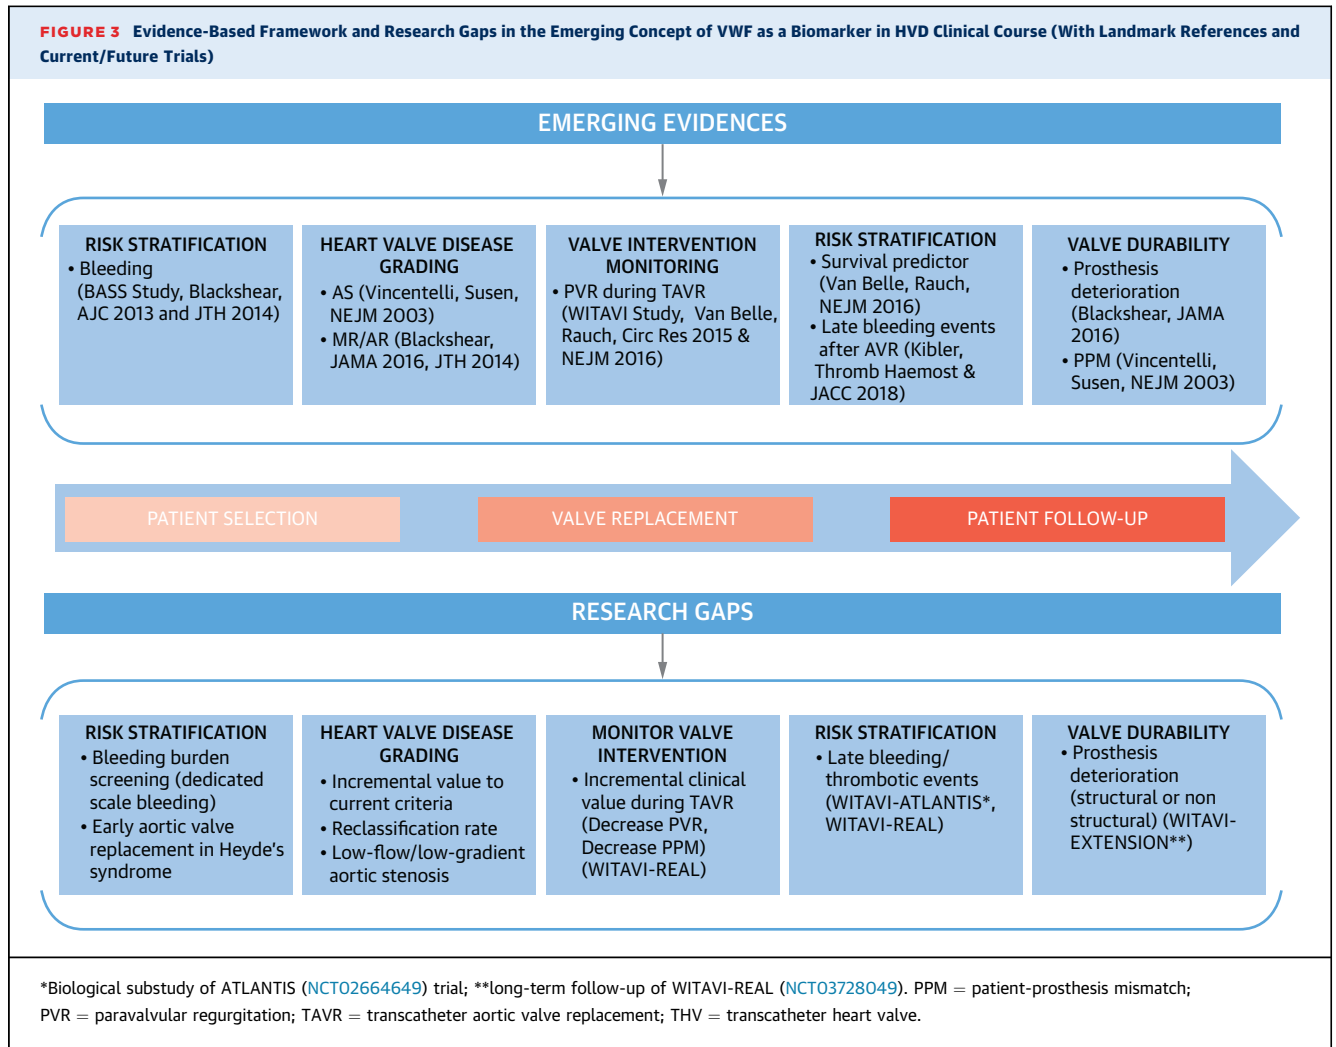 FIGURE 3 Evidence-Based Framework and Research Gaps in the Emerging Concept of VWF as a Biomarker in HVD Clinical Course (With Landmark References and
Current/Future Trials)
EMERGING EVIDENCES
RISK STRATIFICATION
• Bleeding
(BASS Study, Blackshear,
AJC 2013 and JTH 2014)
HEART VALVE DISEASE
GRADING
• AS (Vincentelli, Susen,
NEJM 2003)
• MR/AR (Blackshear,
JAMA 2016, JTH 2014)
VALVE INTERVENTION
MONITORING
• PVR during TAVR
(WITAVI Study, Van Belle,
Rauch, Circ Res 2015 &
NEJM 2016)
RISK STRATIFICATION
• Survival predictor
(Van Belle, Rauch,
NEJM 2016)
• Late bleeding events
after AVR (Kibler,
Thromb Haemost &
JACC 2018)
VALVE DURABILITY
• Prosthesis
deterioration
(Blackshear, JAMA
2016)
• PPM (Vincentelli,
Susen, NEJM 2003)
PATIENT SELECTION
VALVE REPLACEMENT
PATIENT FOLLOW-UP
RESEARCH GAPS
RISK STRATIFICATION
• Bleeding burden
screening (dedicated
scale bleeding)
• Early aortic valve
replacement in Heyde's
syndrome
HEART VALVE DISEASE
GRADING
• Incremental value to
current criteria
• Reclassification rate
• Low-flow/low-gradient
aortic stenosis
MONITOR VALVE
INTERVENTION
• Incremental clinical
value during TAVR
(Decrease PVR,
Decrease PPM)
(WITAVI-REAL)
RISK STRATIFICATION
• Late bleeding/
thrombotic events
(WITAVI-ATLANTIS*,
WITAVI-REAL)
VALVE DURABILITY
• Prosthesis
deterioration
(structural or non
structural) (WITAVI-
EXTENSION**)
*Biological substudy of ATLANTIS (NCT02664649) trial; **long-term follow-up of WITAVI-REAL (NCT03728049). PPM = patient-prosthesis mismatch;
PVR = paravalvular regurgitation; TAVR = transcatheter aortic valve replacement; THV = transcatheter heart valve.